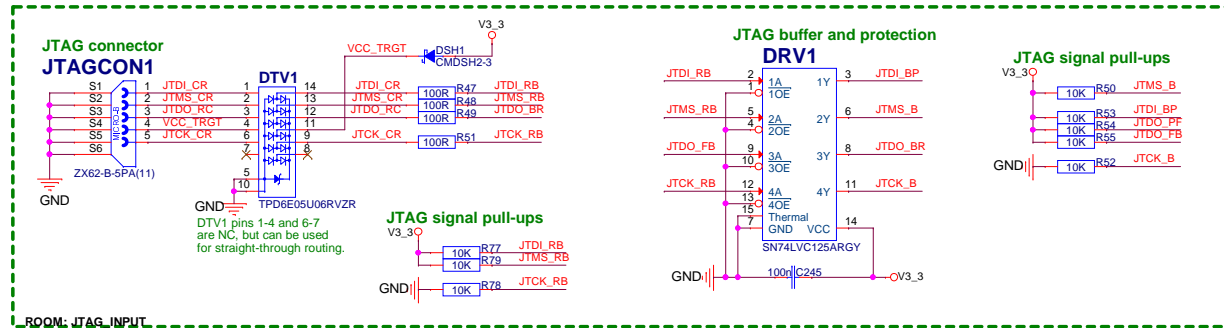 JTAG connector
JTAGCON1
S1
S2
S3
S4
S5
S6
MICRO-B
1
2
3
4
5
JTDI_CR
JTMS_CR
JTDO_RC
VCC_TRGT
JTCK_CR
ZX62-B-5PA(11)
GND
DTV1
1
2
3
4
6
7
5
10
14
13
12
11
9
8
TPD6E05U06RVZR
GND
DTV1 pins 1-4 and 6-7
are NC, but can be used
for straight-through routing.
VCC_TRGT
DSH1
CMDSH2-3
V3_3
JTDI_CR
100R
R47
JTDI_RB
JTMS_CR
100R
R48
JTMS_RB
JTDO_RC
100R
R49
JTDO_BR
JTCK_CR
100R
R51
JTCK_RB
JTAG signal pull-ups
V3_3
10K
R77
JTDI_RB
10K
R79
JTMS_RB
GND
10K
R78
JTCK_RB
JTAG buffer and protection
DRV1
JTDI_RB
2
1A
1Y
3
JTDI_BP
1
1OE
JTMS_RB
5
2A
2Y
6
JTMS_B
4
2OE
JTDO_FB
9
3A
3Y
8
JTDO_BR
10
3OE
JTCK_RB
12
4A
4Y
11
JTCK_B
13
4OE
15
Thermal
7
GND
VCC
14
SN74LVC125ARGY
GND
100n
C245
V3_3
JTAG signal pull-ups
V3_3
10K
R50
JTMS_B
10K
R53
JTDI_BP
10K
R54
JTDO_PF
10K
R55
JTDO_FB
GND
10K
R52
JTCK_B
ROOM: JTAG_INPUT